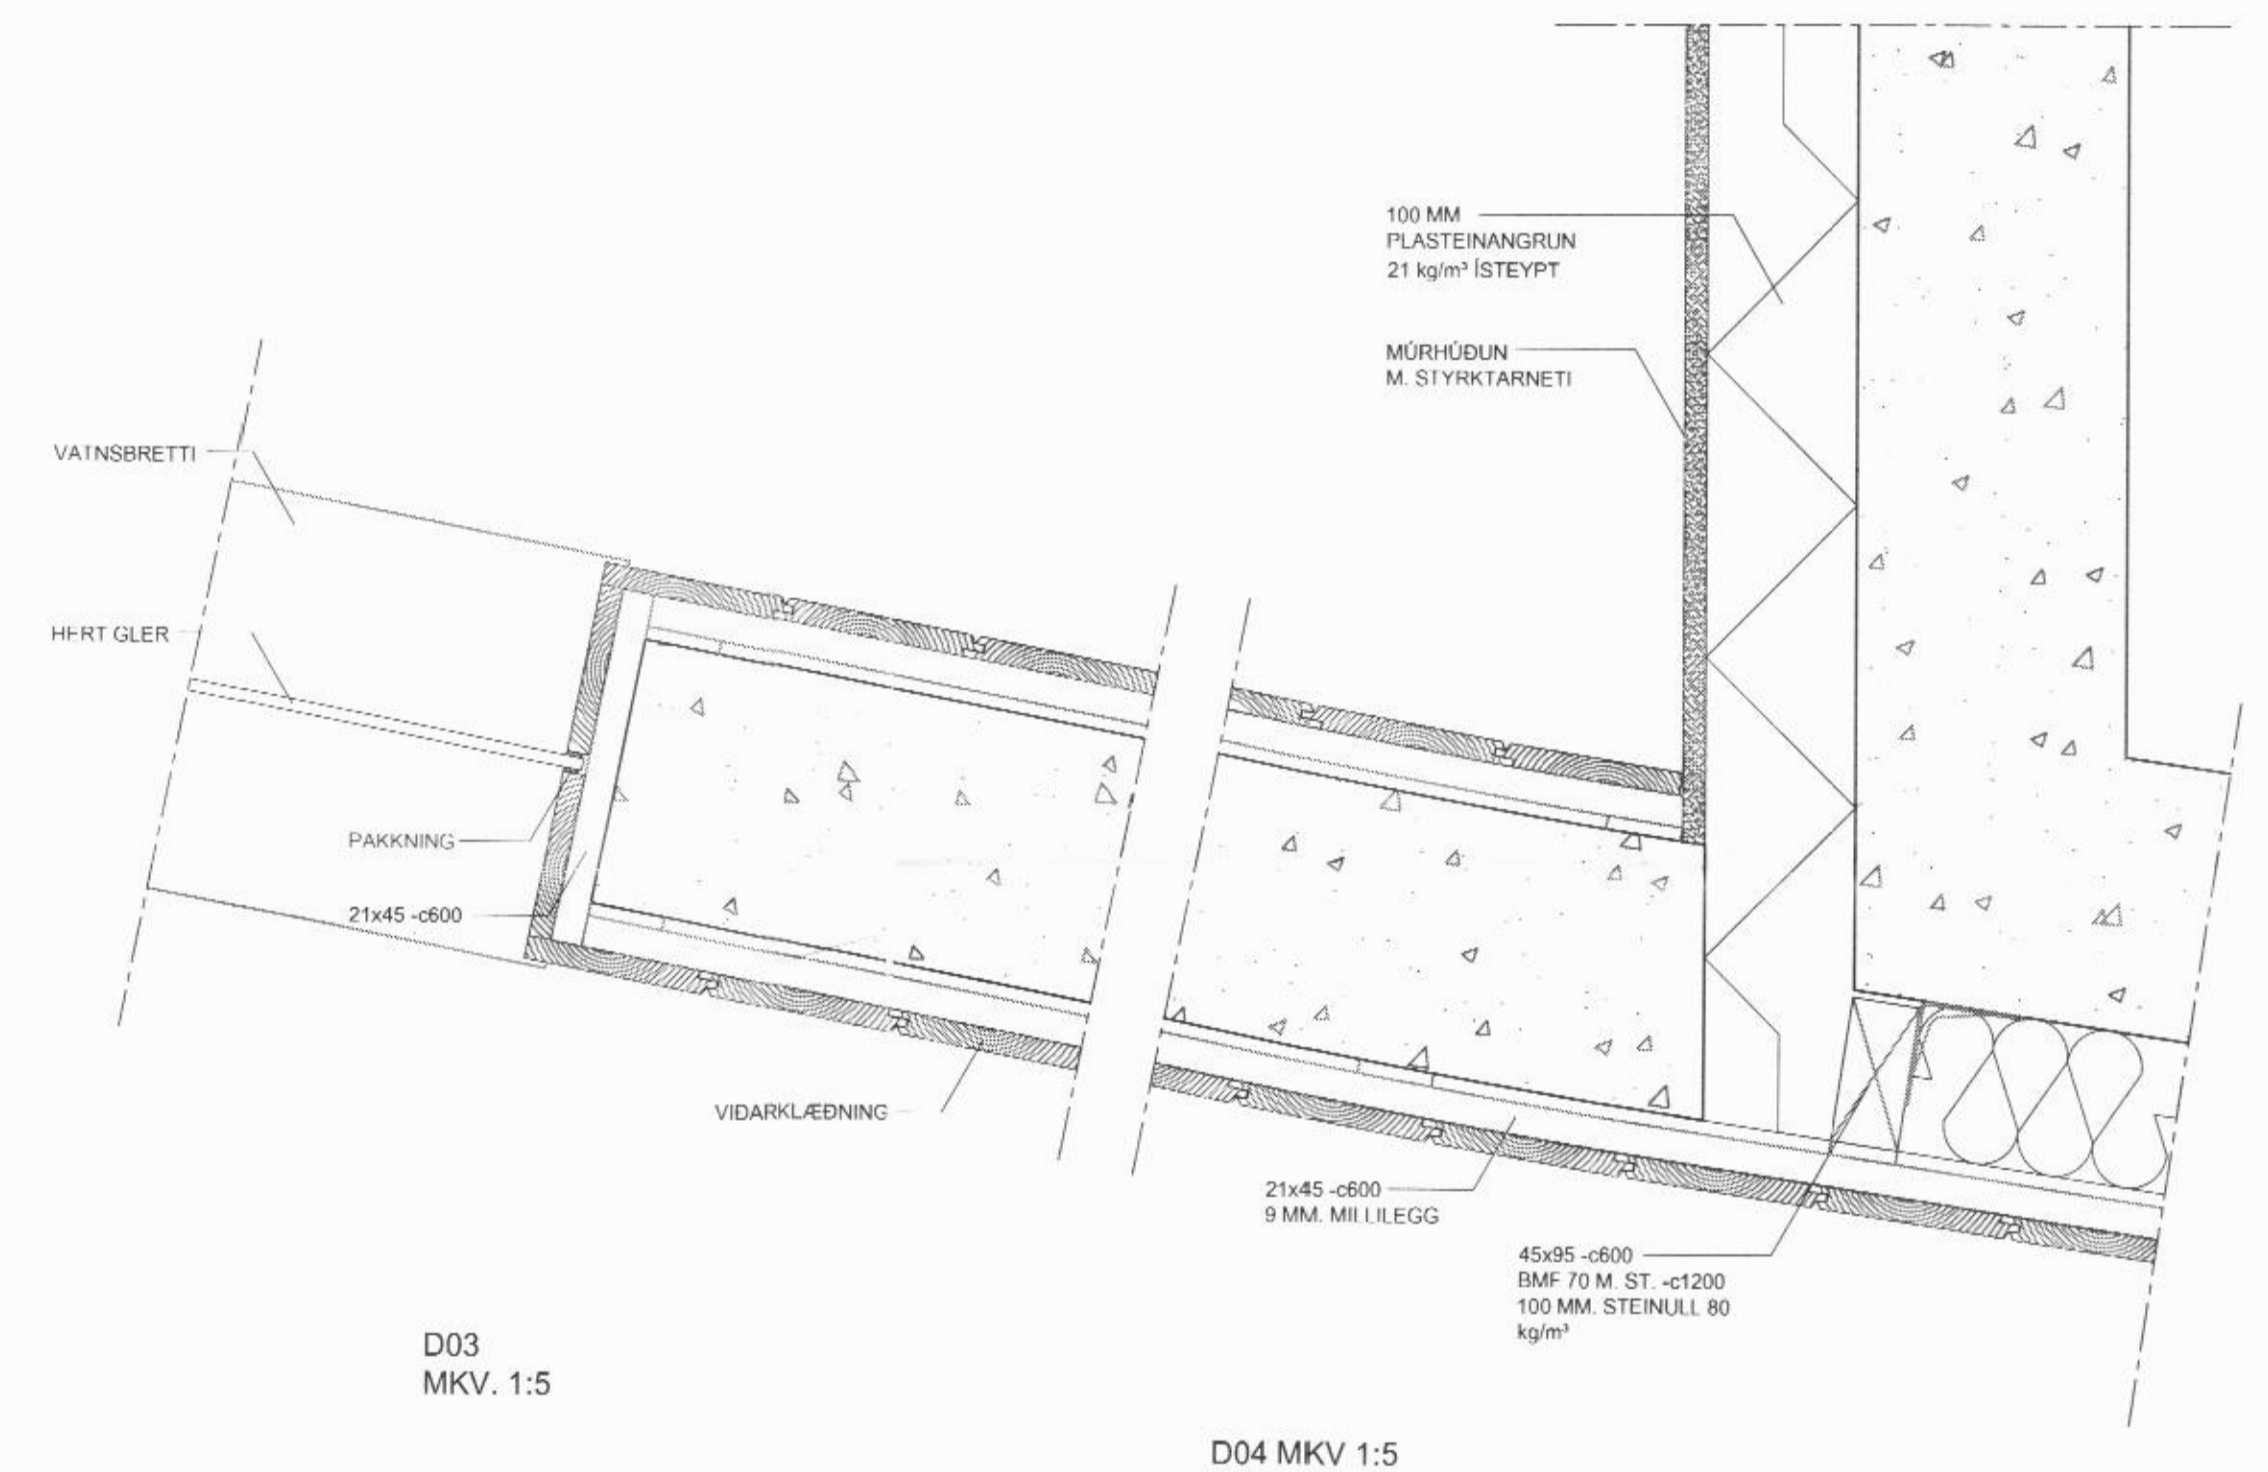 100 MM
PLASTEINANGRUN
21 kg/m³ ÍSTEYPT
MÚRHÚÐUN
M. STYRKTARNETI
VATNSBRETTI
HERT GLER
PAKKNING
21x45 -c600
VIÐARKLÆÐNING
21x45 -c600
9 MM. MILLILEGG
45x95 -c600
BMF 70 M. ST. -c1200
100 MM. STEINULL 80
kg/m³
D03
MKV. 1:5
D04 MKV 1:5